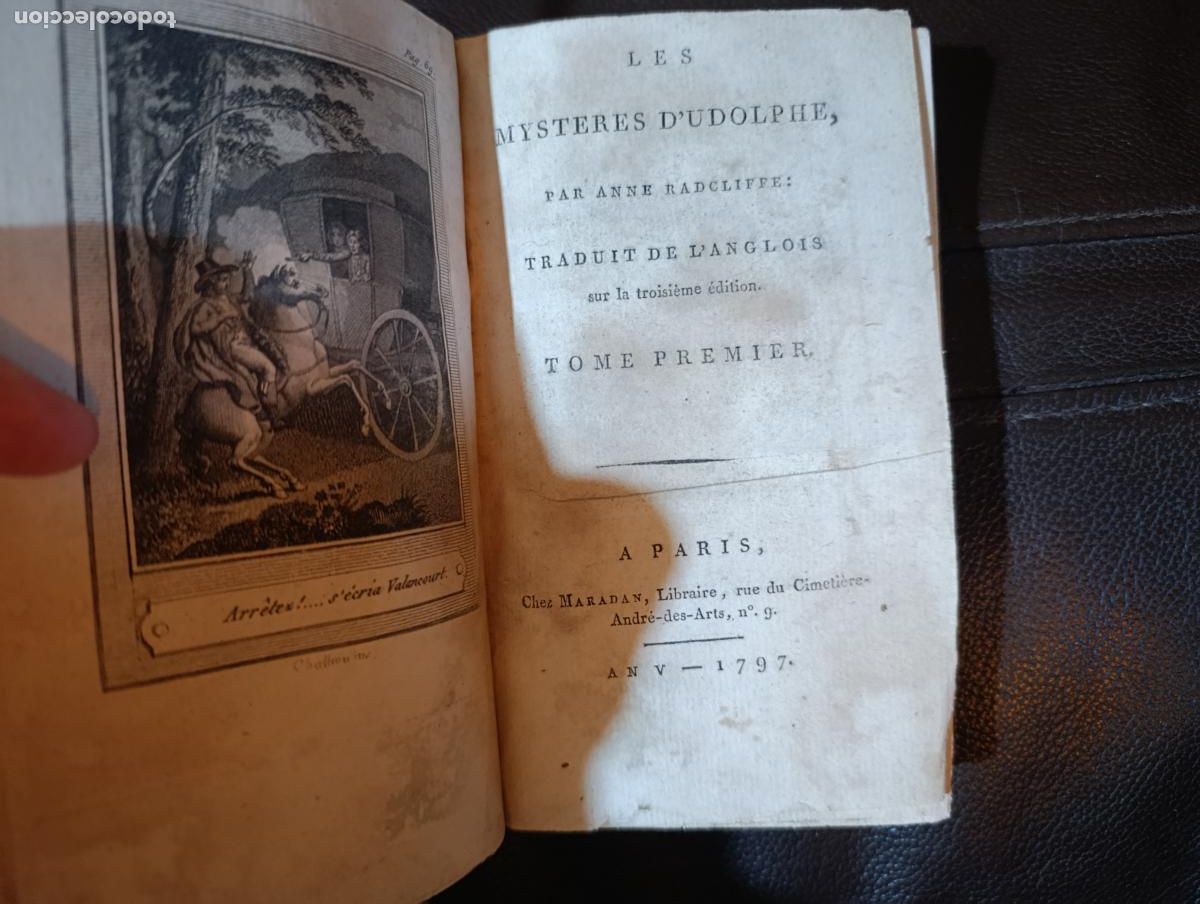 todocoleccion
Pag. 69.
Arrêtez!.... s'écria Valancourt.
LES
MYSTERES D'UDOLPHE,
PAR ANNE RADCLIFFE:
TRADUIT DE L'ANGLOIS
sur la troisième édition.
TOME PREMIER.
A PARIS,
Chez MARADAN, Libraire, rue du Cimetière-
André-des-Arts, n°. 9.
AN V — 1797.